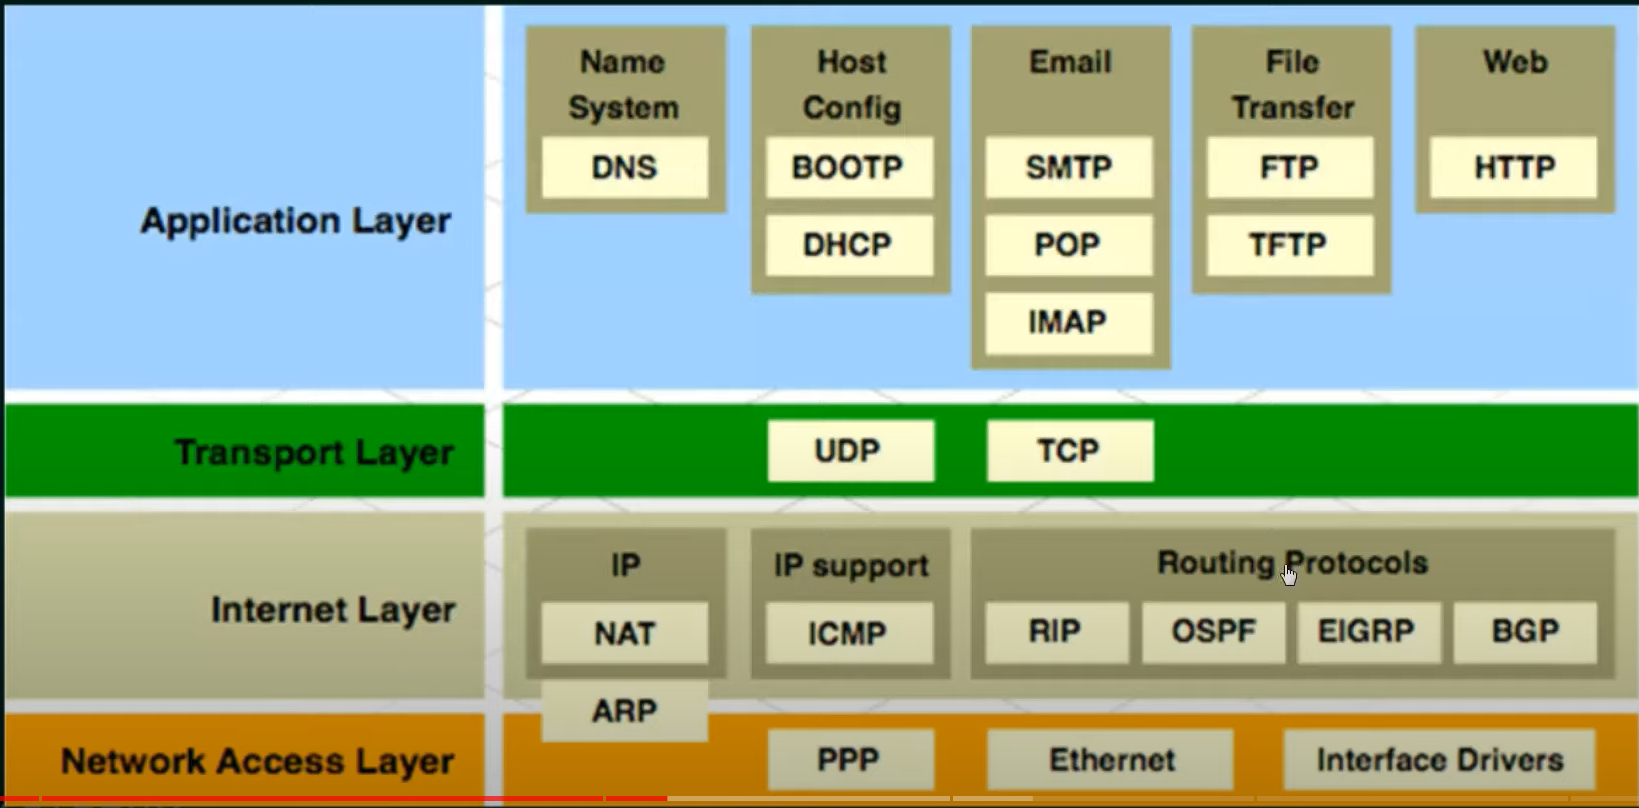 Application Layer
Name
System
DNS
Host
Config
BOOTP
DHCP
Email
SMTP
POP
IMAP
File
Transfer
FTP
TFTP
Web
HTTP
Transport Layer
UDP
TCP
Internet Layer
IP
NAT
ARP
IP support
ICMP
Routing Protocols
RIP
OSPF
EIGRP
BGP
Network Access Layer
PPP
Ethernet
Interface Drivers